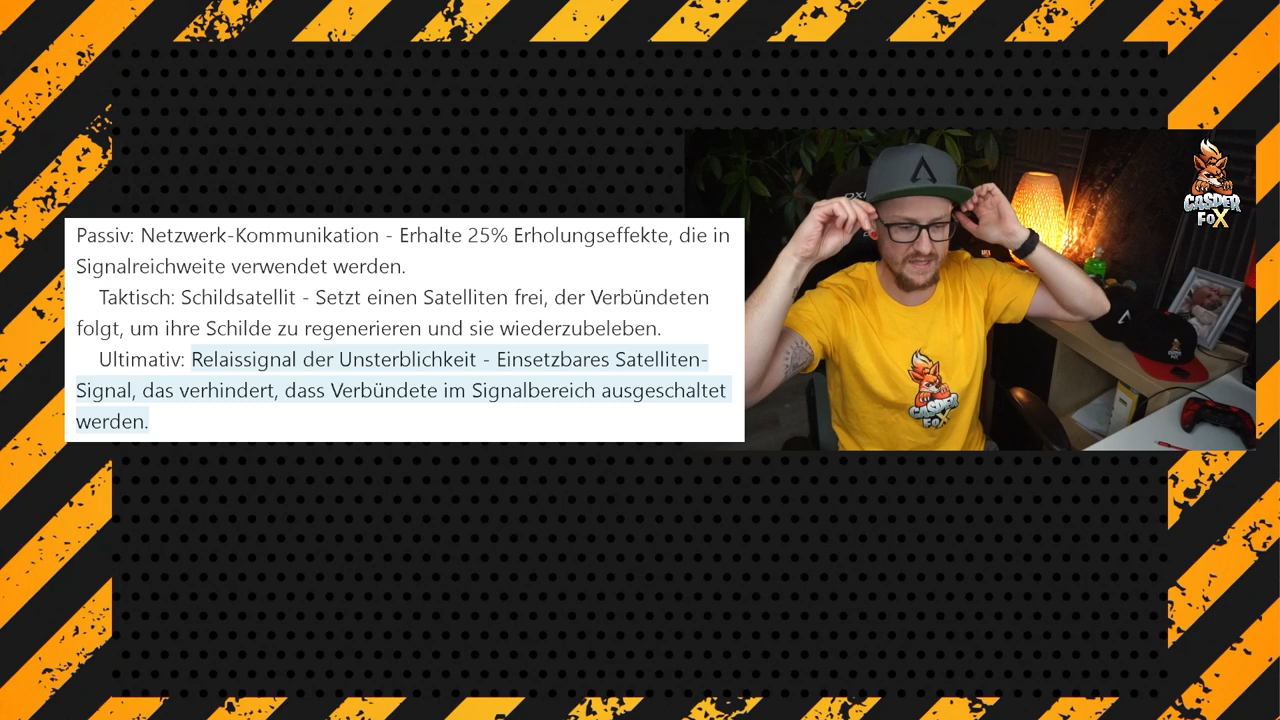 Passiv: Netzwerk-Kommunikation - Erhalte 25% Erholungseffekte, die in
Signalreichweite verwendet werden.
Taktisch: Schildsatellit - Setzt einen Satelliten frei, der Verbündeten
folgt, um ihre Schilde zu regenerieren und sie wiederzubeleben.
Ultimativ: Relaissignal der Unsterblichkeit - Einsetzbares Satelliten-
Signal, das verhindert, dass Verbündete im Signalbereich ausgeschaltet
werden.
CASPER
FoX
CASPER
FoX